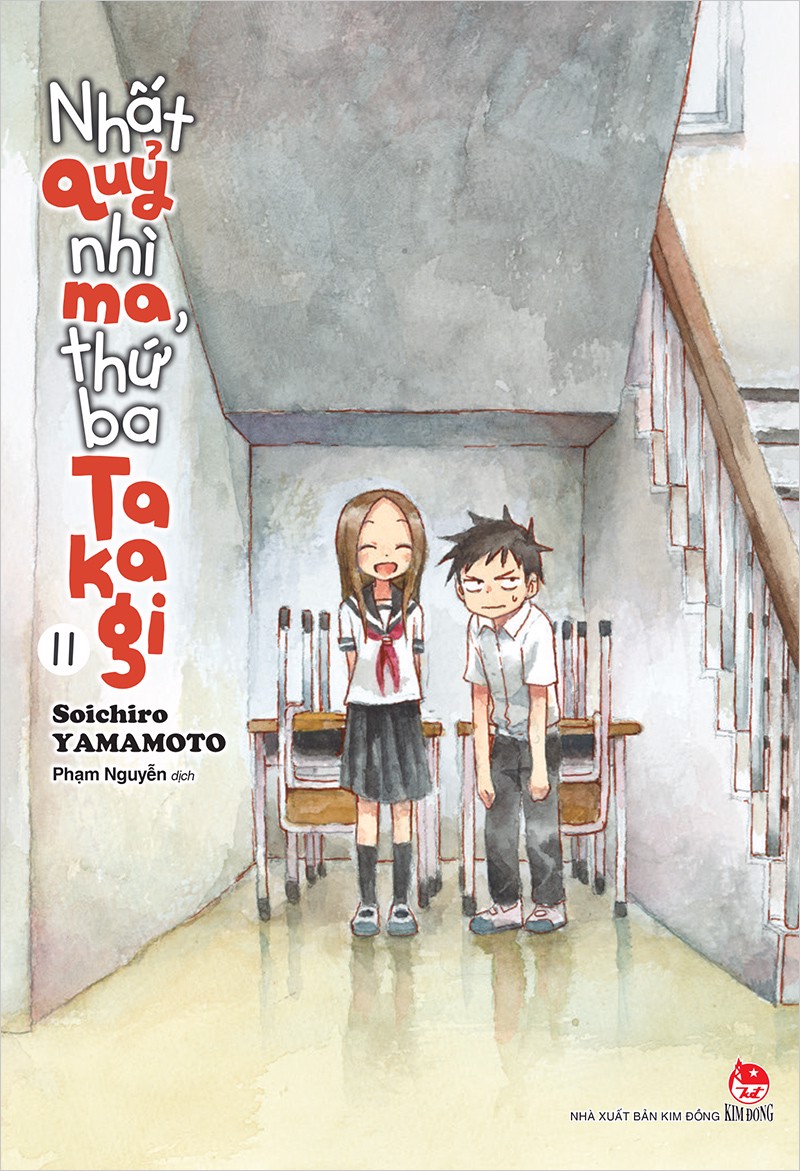 Nhất
quỷ
nhì
ma,
thứ
ba
Ta
ka
gi
11
Soichiro
YAMAMOTO
Phạm Nguyễn dịch
NHÀ XUẤT BẢN KIM ĐỒNG
KIM ĐỒNG